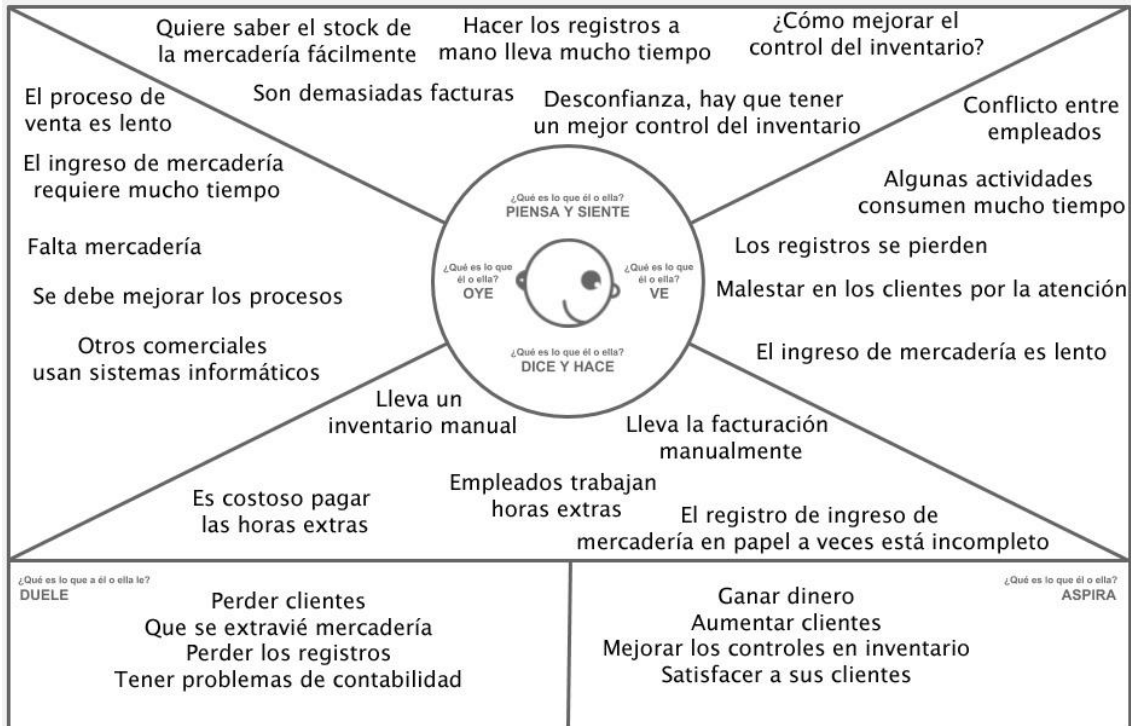 Quiere saber el stock de
la mercadería fácilmente
Hacer los registros a
mano lleva mucho tiempo
¿Cómo mejorar el
control del inventario?
Son demasiadas facturas
Desconfianza, hay que tener
un mejor control del inventario
El proceso de
venta es lento
El ingreso de mercadería
requiere mucho tiempo
Falta mercadería
Se debe mejorar los procesos
Otros comerciales
usan sistemas informáticos
¿Qué es lo que él o ella?
PIENSA Y SIENTE
¿Qué es lo que
él o ella?
OYE
¿Qué es lo que
él o ella?
VE
¿Qué es lo que él o ella?
DICE Y HACE
Conflicto entre
empleados
Algunas actividades
consumen mucho tiempo
Los registros se pierden
Malestar en los clientes por la atención
El ingreso de mercadería es lento
Lleva un
inventario manual
Lleva la facturación
manualmente
Es costoso pagar
las horas extras
Empleados trabajan
horas extras
El registro de ingreso de
mercadería en papel a veces está incompleto
¿Qué es lo que a él o ella le?
DUELE
Perder clientes
Que se extravié mercadería
Perder los registros
Tener problemas de contabilidad
¿Qué es lo que él o ella?
ASPIRA
Ganar dinero
Aumentar clientes
Mejorar los controles en inventario
Satisfacer a sus clientes